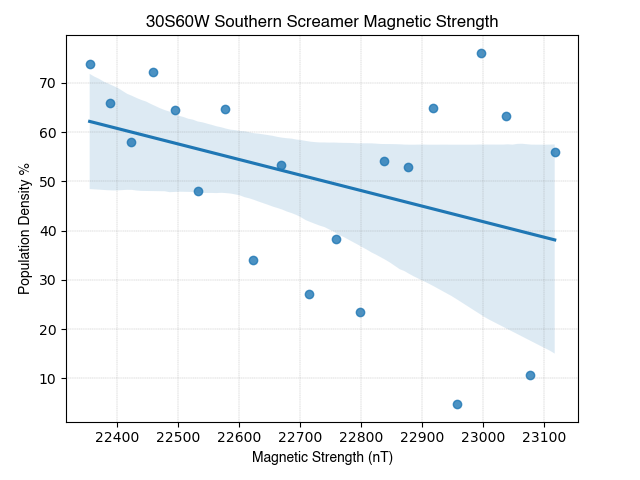 30S60W Southern Screamer Magnetic Strength
Population Density %
70
60
50
40
30
20
10
22400 22500 22600 22700 22800 22900 23000 23100
Magnetic Strength (nT)